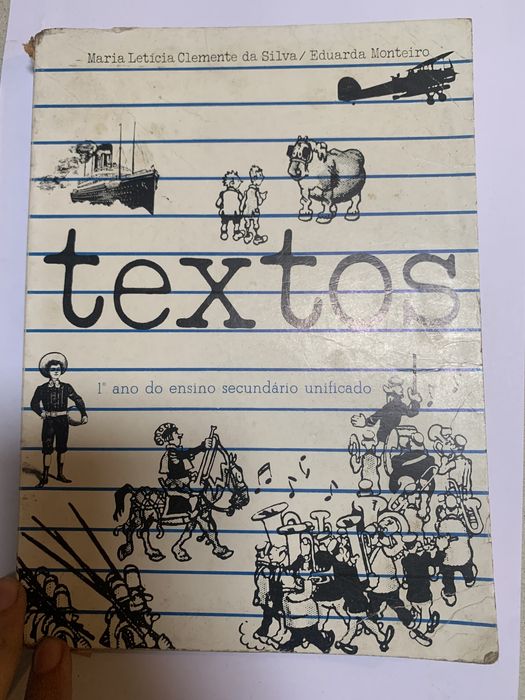 Maria Letícia Clemente da Silva / Eduarda Monteiro
textos
1º ano do ensino secundário unificado